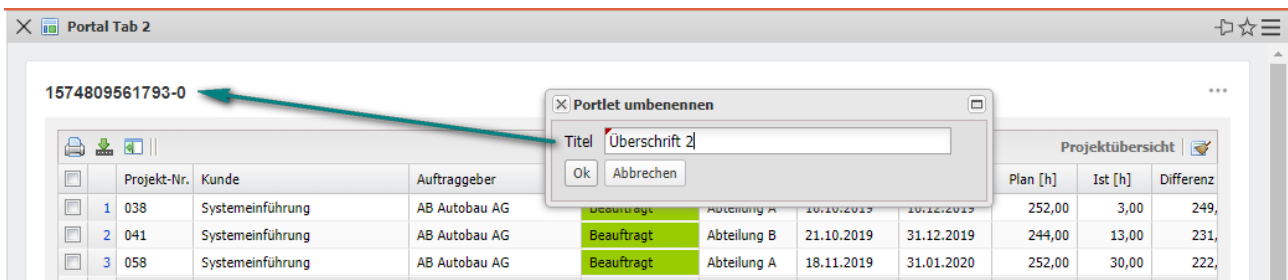 Portal Tab 2
1574809561793-0
Portlet umbenennen
Titel Überschrift 2
Ok Abbrechen
Projektübersicht
Projekt-Nr. Kunde Auftraggeber Plan [h] Ist [h] Differenz
1 038 Systemeinführung AB Autobau AG Beauftragt Abteilung A 16.10.2019 16.12.2019 252,00 3,00 249,
2 041 Systemeinführung AB Autobau AG Beauftragt Abteilung B 21.10.2019 31.12.2019 244,00 13,00 231,
3 058 Systemeinführung AB Autobau AG Beauftragt Abteilung A 18.11.2019 31.01.2020 252,00 30,00 222,